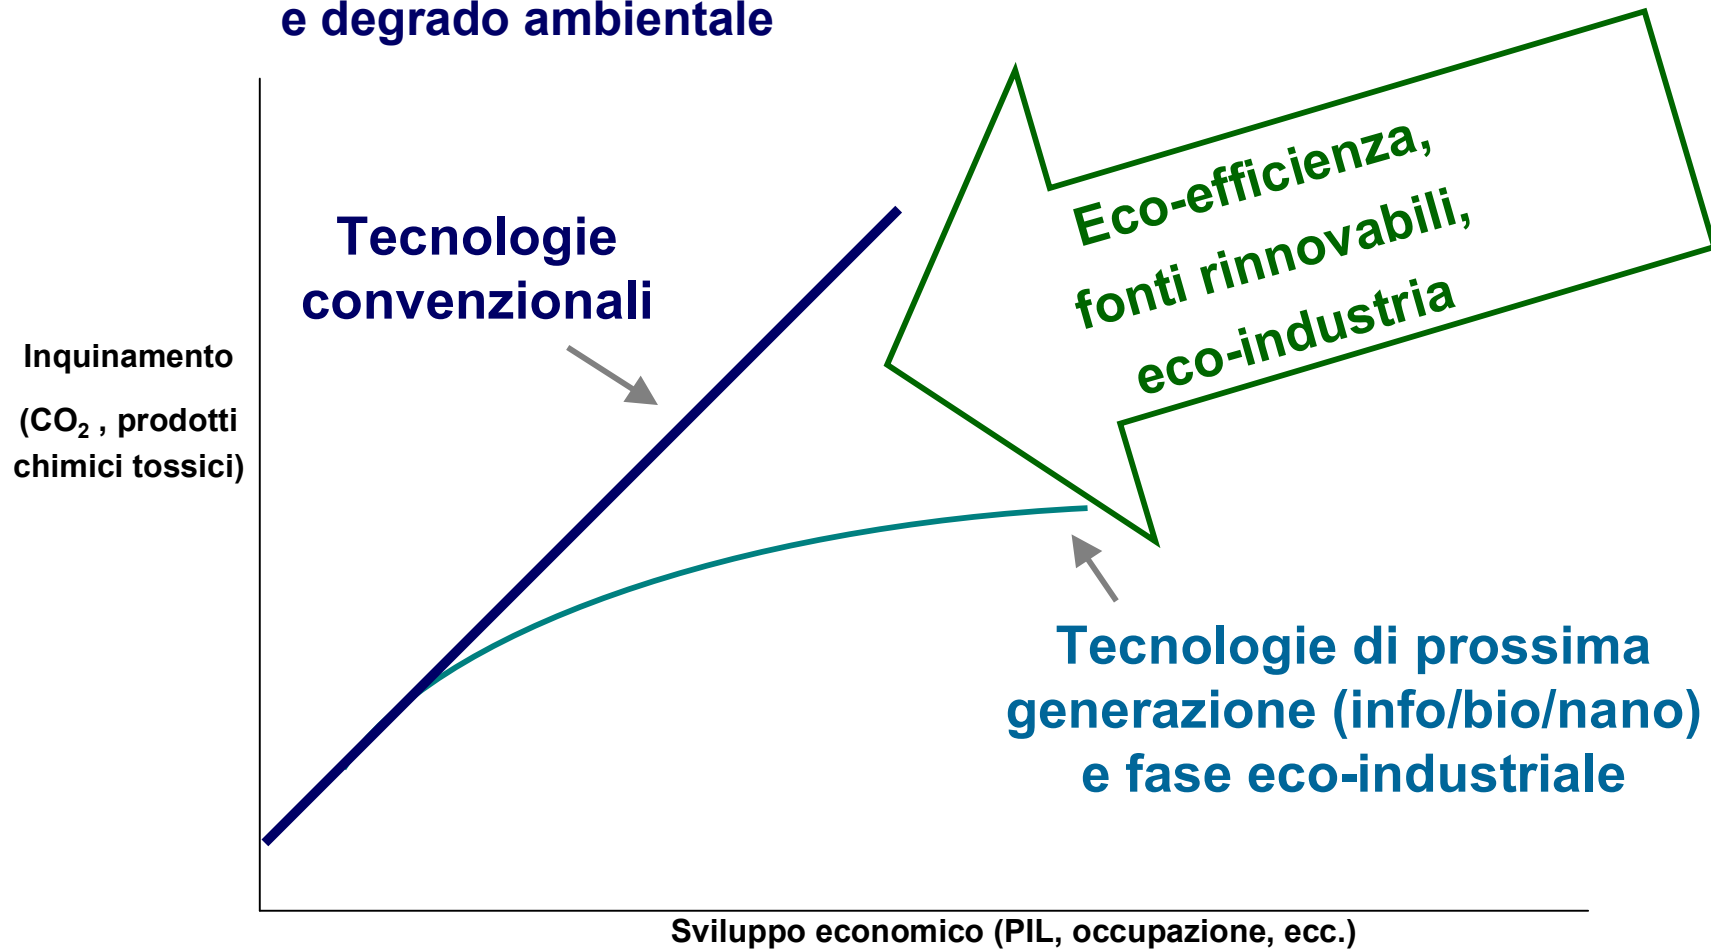 e degrado ambientale
Eco-efficienza,
fonti rinnovabili,
eco-industria
Tecnologie
convenzionali
Inquinamento
(CO₂ , prodotti
chimici tossici)
Tecnologie di prossima
generazione (info/bio/nano)
e fase eco-industriale
Sviluppo economico (PIL, occupazione, ecc.)